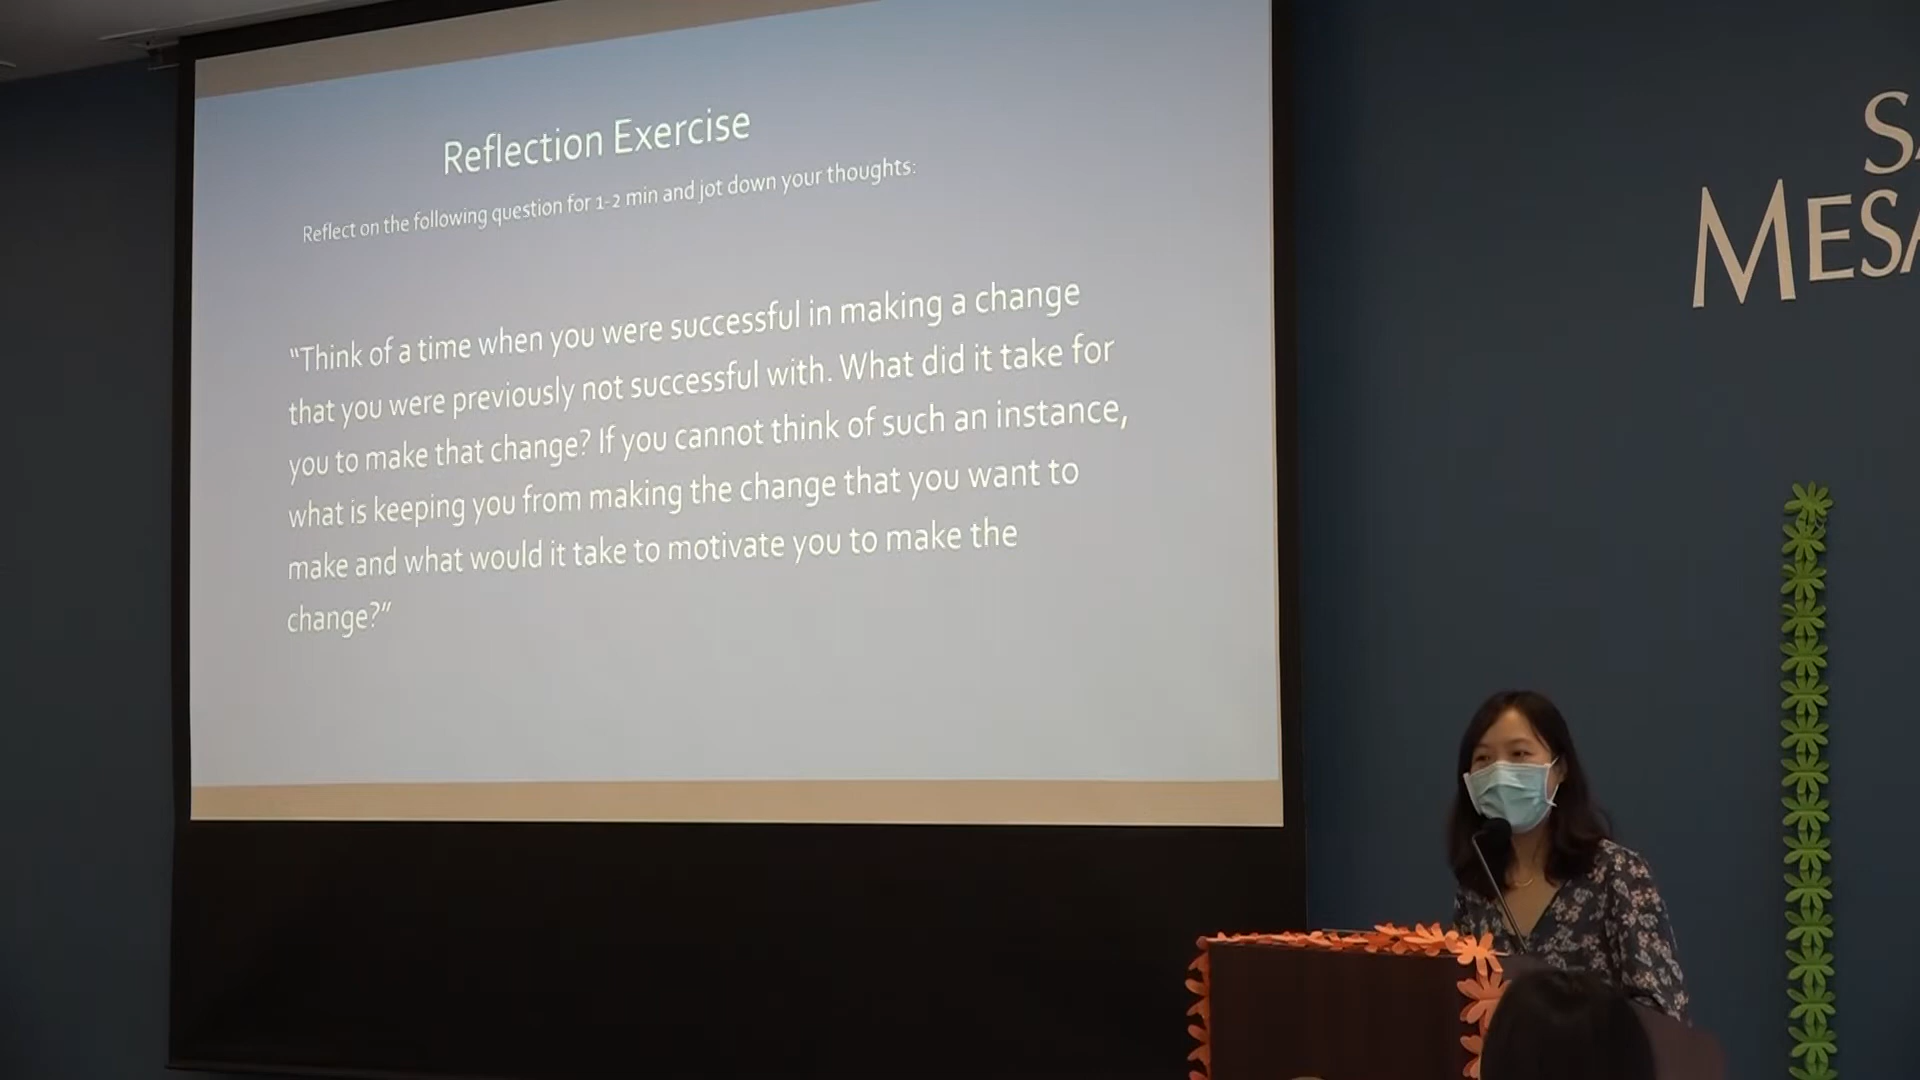 Reflection Exercise
Reflect on the following question for 1-2 min and jot down your thoughts:
“Think of a time when you were successful in making a change
that you were previously not successful with. What did it take for
you to make that change? If you cannot think of such an instance,
what is keeping you from making the change that you want to
make and what would it take to motivate you to make the
change?”
MESA